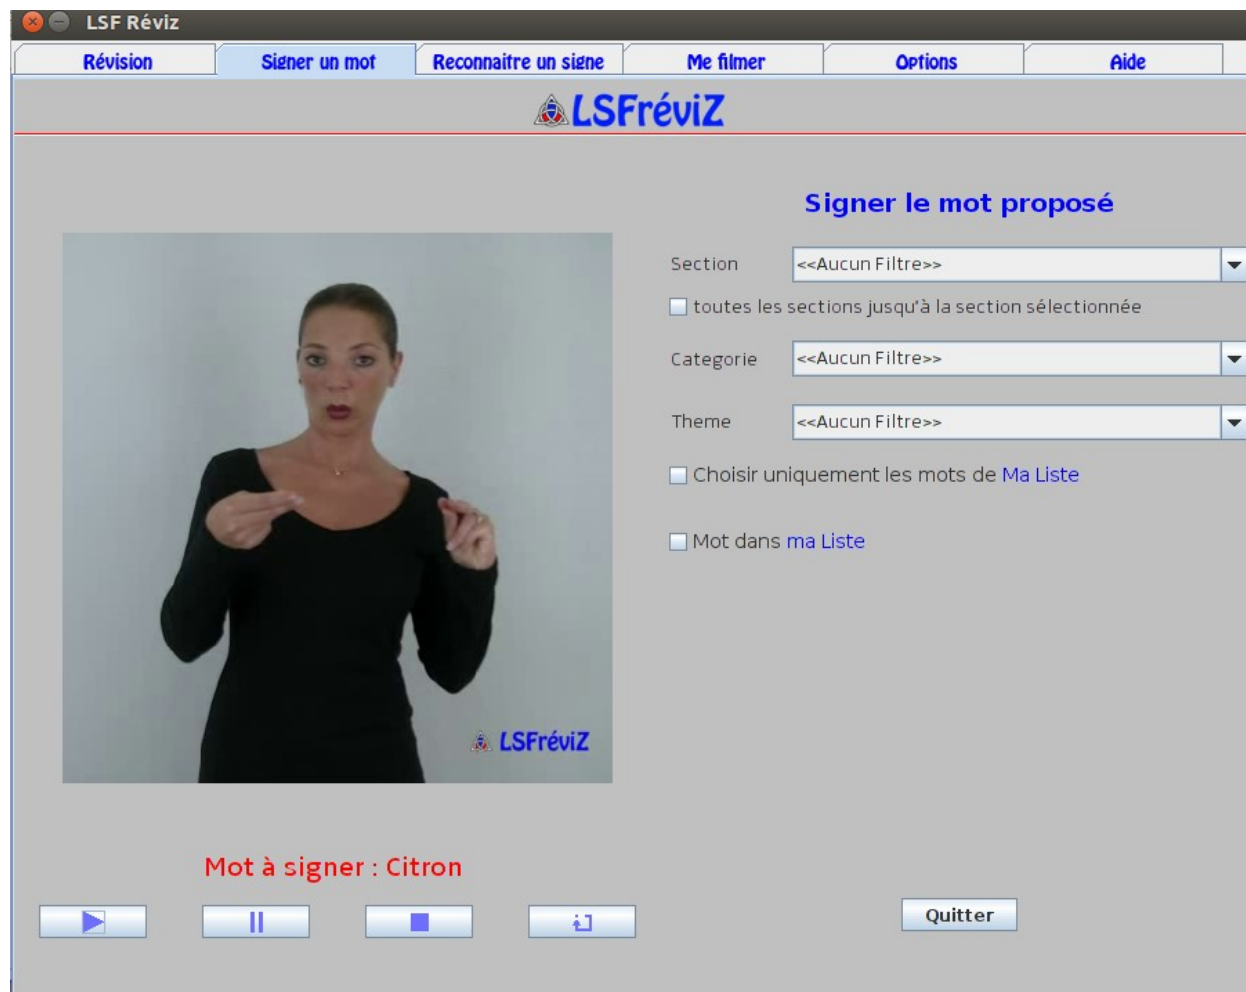 LSF Réviz
Révision
Signer un mot
Reconnaitre un signe
Me filmer
Options
Aide
LSFréviZ
Signer le mot proposé
Section <<Aucun Filtre>>
toutes les sections jusqu'à la section sélectionnée
Categorie <<Aucun Filtre>>
Theme <<Aucun Filtre>>
Choisir uniquement les mots de Ma Liste
Mot dans ma Liste
LSFréviZ
Mot à signer : Citron
Quitter